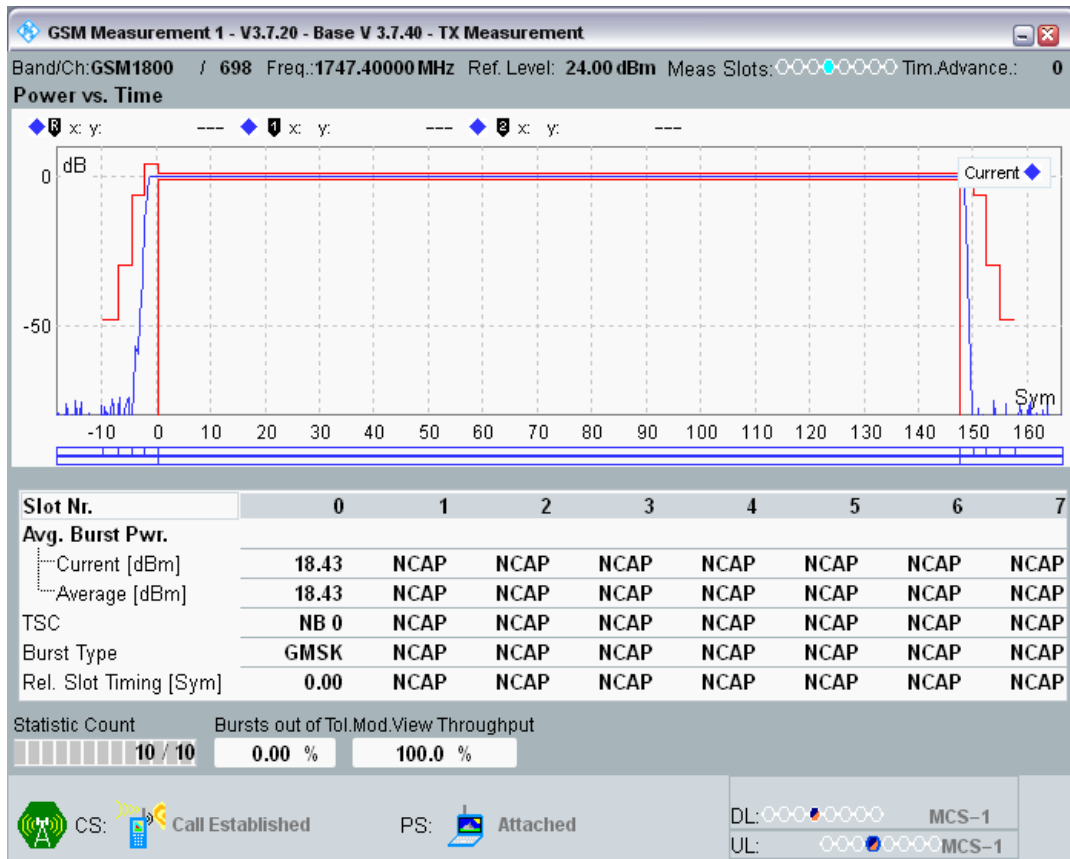 GSM Measurement 1 - V3.7.20 - Base V 3.7.40 - TX Measurement
Band/Ch:GSM1800 / 698 Freq.:1747.40000 MHz Ref. Level: 24.00 dBm Meas Slots: Tim.Advance.: 0
Power vs. Time
R x: y: --- 1 x: y: --- 2 x: y: ---
dB
Current
0
-50
Sym
-10 0 10 20 30 40 50 60 70 80 90 100 110 120 130 140 150 160
Slot Nr. 0 1 2 3 4 5 6 7
Avg. Burst Pwr.
Current [dBm] 18.43 NCAP NCAP NCAP NCAP NCAP NCAP NCAP
Average [dBm] 18.43 NCAP NCAP NCAP NCAP NCAP NCAP NCAP
TSC NB 0 NCAP NCAP NCAP NCAP NCAP NCAP NCAP
Burst Type GMSK NCAP NCAP NCAP NCAP NCAP NCAP NCAP
Rel. Slot Timing [Sym] 0.00 NCAP NCAP NCAP NCAP NCAP NCAP NCAP
Statistic Count Bursts out of Tol.Mod.View Throughput
10 / 10 0.00 % 100.0 %
CS: Call Established PS: Attached
DL: MCS-1
UL: MCS-1